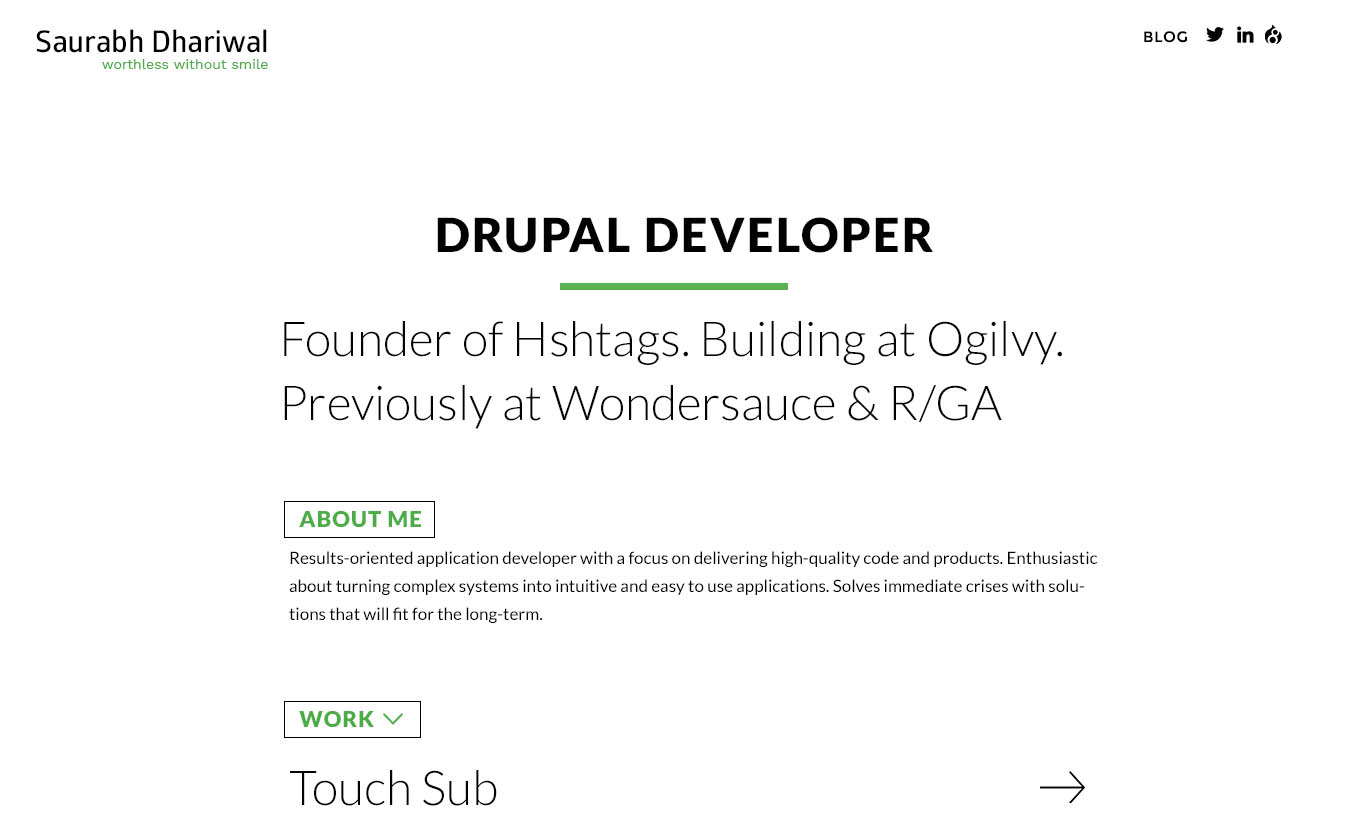 Saurabh Dhariwal
worthless without smile
BLOG
DRUPAL DEVELOPER
Founder of Hshtags. Building at Ogilvy.
Previously at Wondersauce & R/GA
ABOUT ME
Results-oriented application developer with a focus on delivering high-quality code and products. Enthusiastic
about turning complex systems into intuitive and easy to use applications. Solves immediate crises with solu-
tions that will fit for the long-term.
WORK
Touch Sub